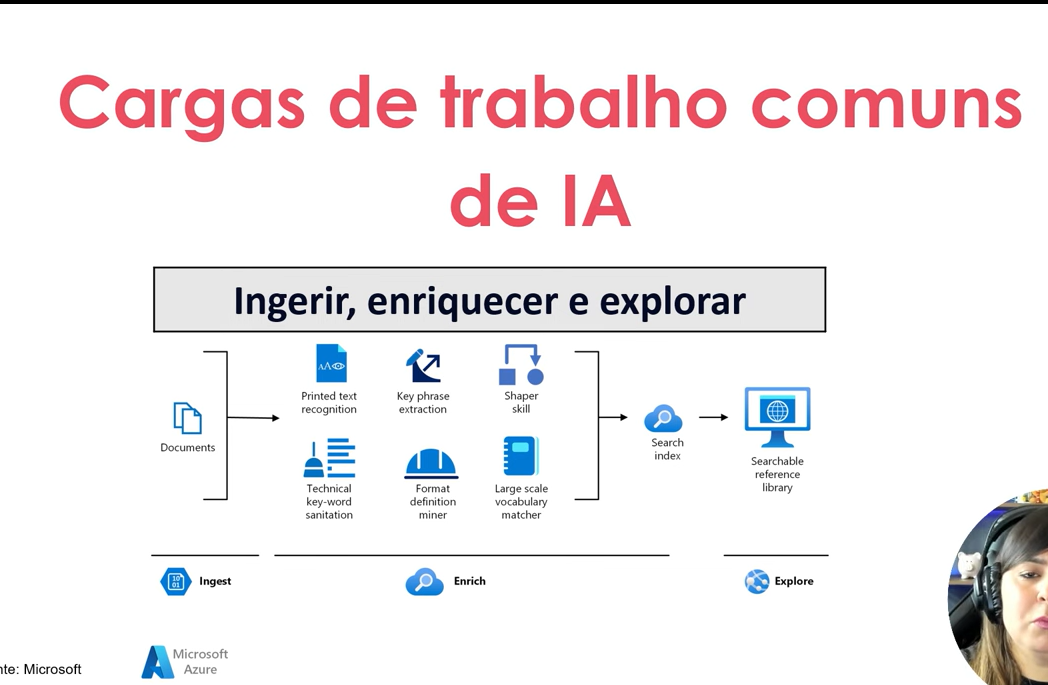 Cargas de trabalho comuns
de IA
Ingerir, enriquecer e explorar
Documents
Printed text
recognition
Key phrase
extraction
Shaper
skill
Technical
key-word
sanitation
Format
definition
miner
Large scale
vocabulary
matcher
Search
index
Searchable
reference
library
10
01
Ingest
Enrich
Explore
Microsoft
Azure
nte: Microsoft